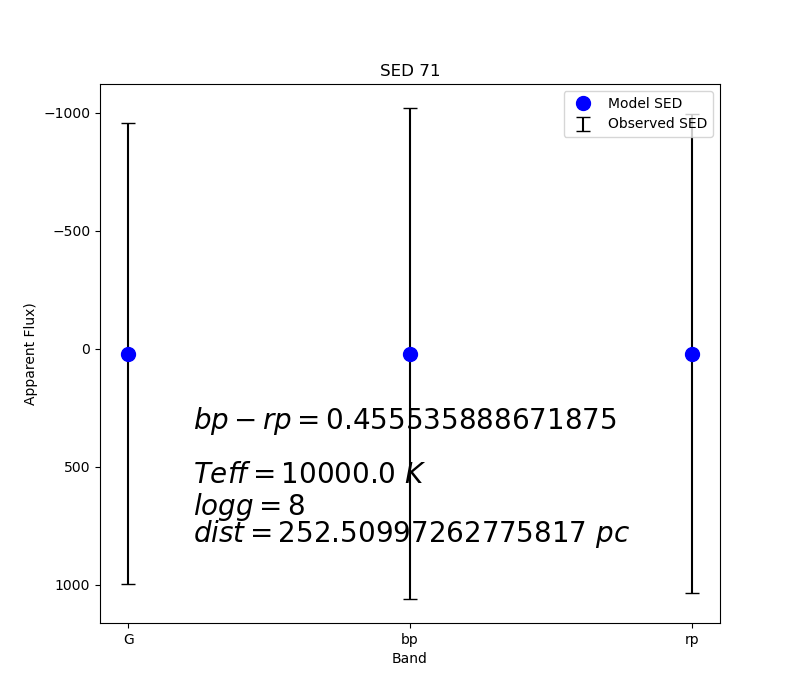 SED 71
Model SED
Observed SED
−1000
−500
0
500
1000
Apparent Flux)
bp − rp = 0.455535888671875
Teff = 10000.0 K
logg = 8
dist = 252.50997262775817 pc
G
bp
rp
Band